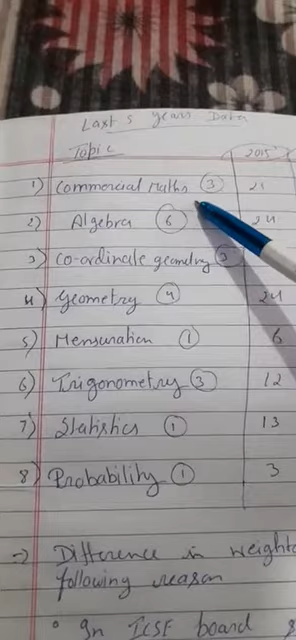 Last 5 years Data
Topic 2015
1) Commercial Maths (3) 21
2) Algebra (6) 24
3) Co-ordinate geometry
4) Geometry (4) 24
5) Mensuration (1) 6
6) Trigonometry (3) 12
7) Statistics (1) 13
8) Probability (1) 3
=> Difference in weighta
following reason
• In ICSE board